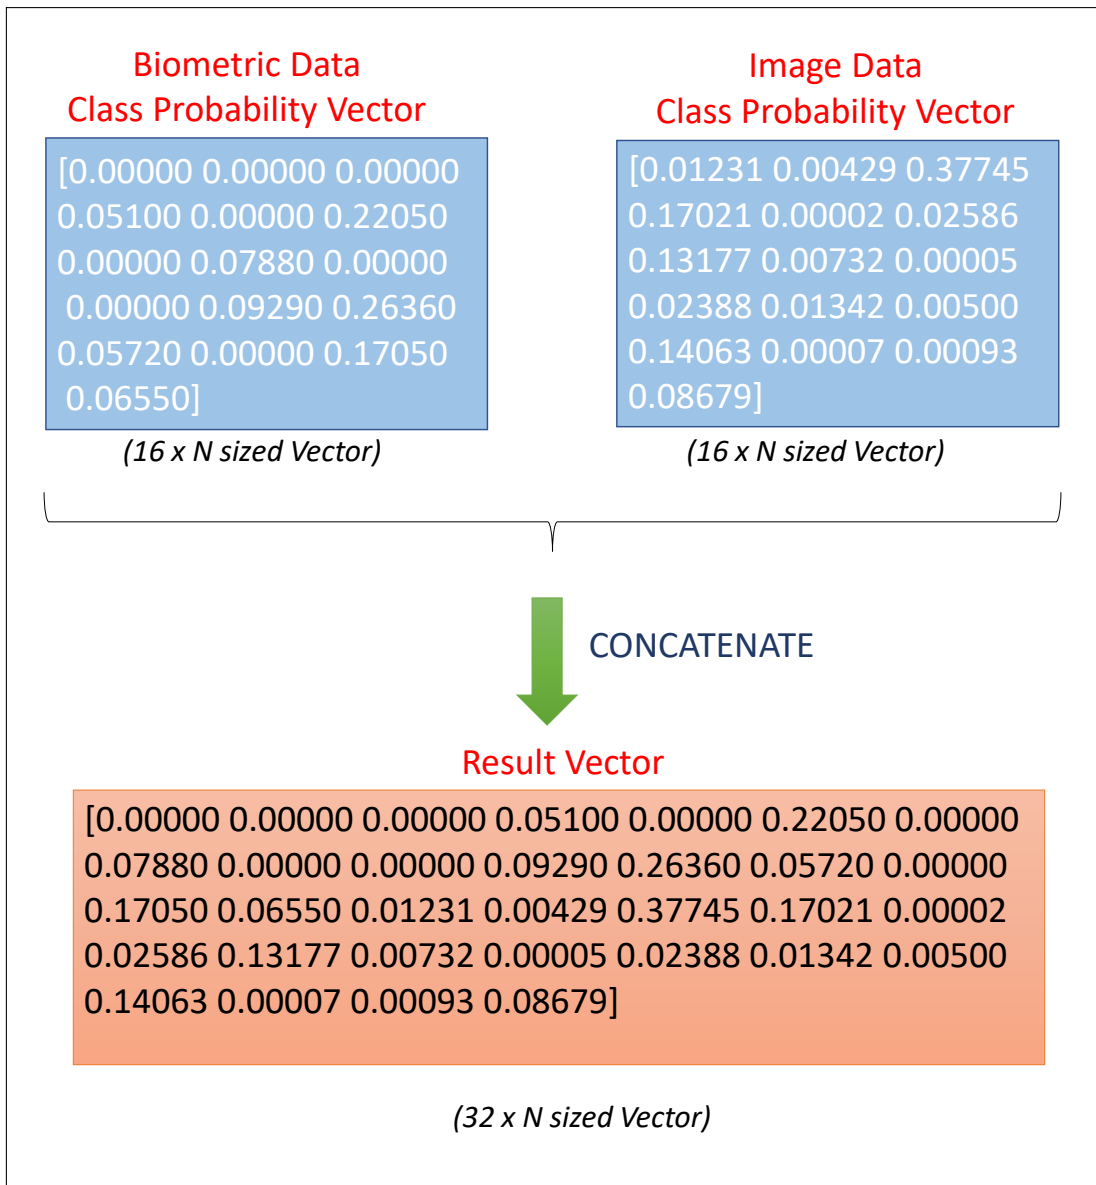 Biometric Data
Class Probability Vector
[0.00000 0.00000 0.00000
0.05100 0.00000 0.22050
0.00000 0.07880 0.00000
0.00000 0.09290 0.26360
0.05720 0.00000 0.17050
0.06550]
(16 x N sized Vector)
Image Data
Class Probability Vector
[0.01231 0.00429 0.37745
0.17021 0.00002 0.02586
0.13177 0.00732 0.00005
0.02388 0.01342 0.00500
0.14063 0.00007 0.00093
0.08679]
(16 x N sized Vector)
CONCATENATE
Result Vector
[0.00000 0.00000 0.00000 0.05100 0.00000 0.22050 0.00000
0.07880 0.00000 0.00000 0.09290 0.26360 0.05720 0.00000
0.17050 0.06550 0.01231 0.00429 0.37745 0.17021 0.00002
0.02586 0.13177 0.00732 0.00005 0.02388 0.01342 0.00500
0.14063 0.00007 0.00093 0.08679]
(32 x N sized Vector)